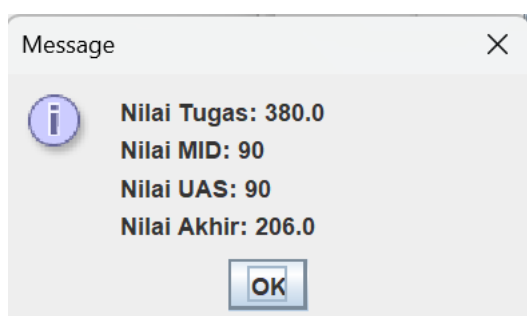 Message
Nilai Tugas: 380.0
Nilai MID: 90
Nilai UAS: 90
Nilai Akhir: 206.0
OK